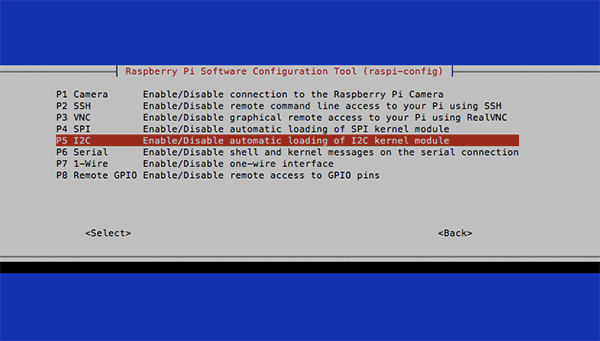 Raspberry Pi Software Configuration Tool (raspi-config)
P1 Camera Enable/Disable connection to the Raspberry Pi Camera
P2 SSH Enable/Disable remote command line access to your Pi using SSH
P3 VNC Enable/Disable graphical remote access to your Pi using RealVNC
P4 SPI Enable/Disable automatic loading of SPI kernel module
P5 I2C Enable/Disable automatic loading of I2C kernel module
P6 Serial Enable/Disable shell and kernel messages on the serial connection
P7 1-Wire Enable/Disable one-wire interface
P8 Remote GPIO Enable/Disable remote access to GPIO pins
<Select> <Back>